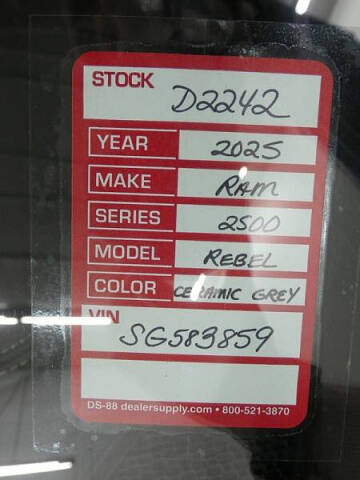 STOCK
D2242
YEAR 2025
MAKE RAM
SERIES 2500
MODEL REBEL
COLOR CERAMIC GREY
VIN
SG583859
DS-88 dealersupply.com • 800-521-3870